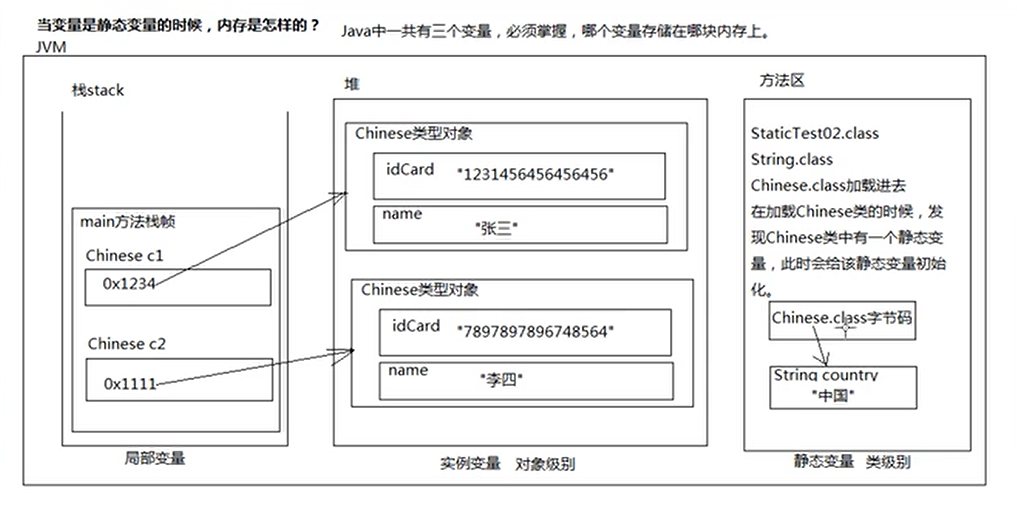 当变量是静态变量的时候，内存是怎样的？
Java中一共有三个变量，必须掌握，哪个变量存储在哪块内存上。
JVM
栈stack
main方法栈帧
Chinese c1
0x1234
Chinese c2
0x1111
局部变量
堆
Chinese类型对象
idCard "1231456456456456"
name
"张三"
Chinese类型对象
idCard "7897897896748564"
name
"李四"
实例变量 对象级别
方法区
StaticTest02.class
String.class
Chinese.class加载进去
在加载Chinese类的时候，发
现Chinese类中有一个静态变
量，此时会给该静态变量初始
化。
Chinese.class字节码
String country
"中国"
静态变量 类级别